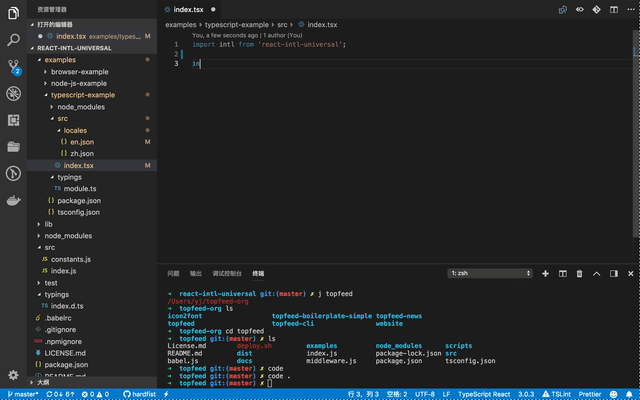 资源管理器
打开的编辑器
index.tsx examples/types... M
REACT-INTL-UNIVERSAL
examples
browser-example
node-js-example
typescript-example
node_modules
src
locales
en.json M
zh.json
index.tsx M
typings
module.ts
package.json
tsconfig.json
lib
node_modules
src
constants.js
index.js
test
typings
index.d.ts
.babelrc
.gitignore
.npmignore
LICENSE.md
package.json
README.md
大纲
2
index.tsx
examples › typescript-example › src › index.tsx
You, a few seconds ago | 1 author (You)
1 import intl from 'react-intl-universal';
2
3 in
问题 输出 调试控制台 终端 1: zsh
➜ react-intl-universal git:(master) ✗ j topfeed
/Users/yj/topfeed-org
➜ topfeed-org ls
icon2font topfeed-boilerplate-simple topfeed-news
topfeed topfeed-cli website
➜ topfeed-org cd topfeed
➜ topfeed git:(master) ✗ ls
License.md deploy.sh examples node_modules scripts
README.md dist index.js package-lock.json src
babel.js docs middleware.js package.json tsconfig.json
➜ topfeed git:(master) ✗ code
➜ topfeed git:(master) ✗ code .
➜ topfeed git:(master) ✗
master* 0↓ 6↑ 0 0 hardfist 行 3, 列 3 空格: 2 UTF-8 LF TypeScript React 3.0.3 TSLint Prettier